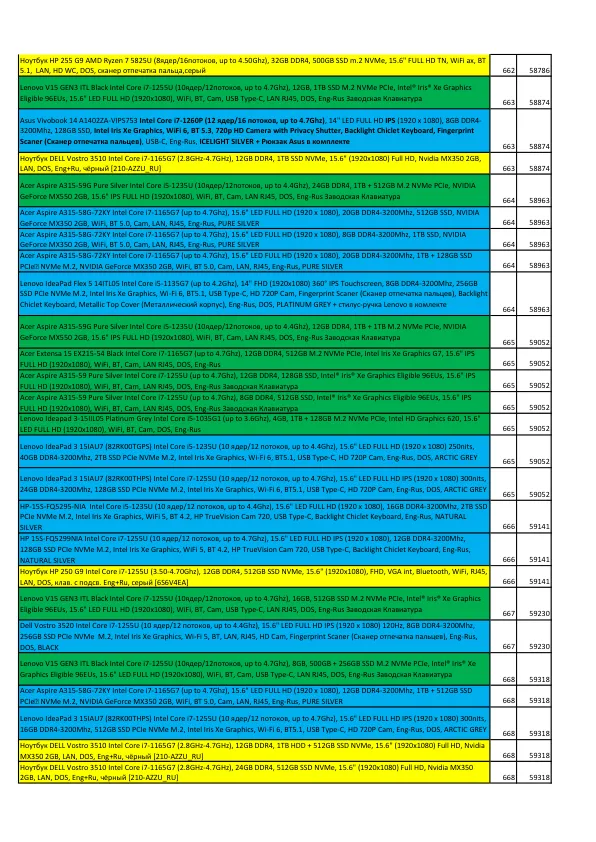 Ноутбук HP 255 G9 AMD Ryzen 7 5825U (8ядер/16потоков, up to 4.50Ghz), 32GB DDR4, 500GB SSD m.2 NVMe, 15.6" FULL HD TN, WiFi ax, BT
5.1,  LAN, HD WC, DOS, сканер отпечатка пальца,серый 662 58786
Lenovo V15 GEN3 ITL Black Intel Core i7-1255U (10ядер/12потоков, up to 4.7Ghz), 12GB, 1TB SSD M.2 NVMe PCIe, Intel® Iris® Xe Graphics
Eligible 96EUs, 15.6" LED FULL HD (1920x1080), WiFi, BT, Cam, USB Type-C, LAN RJ45, DOS, Eng-Rus Заводская Клавиатура 663 58874
Asus Vivobook 14 A1402ZA-VIPS753 Intel Core i7-1260P (12 ядер/16 потоков, up to 4.7Ghz), 14" LED FULL HD IPS (1920 x 1080), 8GB DDR4-
3200Mhz, 128GB SSD, Intel Iris Xe Graphics, WiFi 6, BT 5.3, 720p HD Camera with Privacy Shutter, Backlight Chiclet Keyboard, Fingerprint
Scaner (Сканер отпечатка пальцев), USB-C, Eng-Rus, ICELIGHT SILVER + Рюкзак Asus в комплекте 663 58874
Ноутбук DELL Vostro 3510 Intel Core i7-1165G7 (2.8GHz-4.7GHz), 12GB DDR4, 1TB SSD NVMe, 15.6" (1920x1080) Full HD, Nvidia MX350 2GB,
LAN, DOS, Eng+Ru, чёрный [210-AZZU_RU] 663 58874
Acer Aspire A315-59G Pure Silver Intel Core i5-1235U (10ядер/12потоков, up to 4.4Ghz), 24GB DDR4, 1TB + 512GB M.2 NVMe PCIe, NVIDIA
GeForce MX550 2GB, 15.6" IPS FULL HD (1920x1080), WiFi, BT, Cam, LAN RJ45, DOS, Eng-Rus 664 58963
Acer Aspire A315-58G-72KY Intel Core i7-1165G7 (up to 4.7Ghz), 15.6" LED FULL HD (1920 x 1080), 20GB DDR4-3200Mhz, 512GB SSD, NVIDIA
GeForce MX350 2GB, WiFi, BT 5.0, Cam, LAN, RJ45, Eng-Rus, PURE SILVER 664 58963
Acer Aspire A315-58G-72KY Intel Core i7-1165G7 (up to 4.7Ghz), 15.6" LED FULL HD (1920 x 1080), 8GB DDR4-3200Mhz, 1TB SSD, NVIDIA
GeForce MX350 2GB, WiFi, BT 5.0, Cam, LAN, RJ45, Eng-Rus, PURE SILVER 664 58963
Acer Aspire A315-58G-72KY Intel Core i7-1165G7 (up to 4.7Ghz), 15.6" LED FULL HD (1920 x 1080), 20GB DDR4-3200Mhz, 1TB + 128GB SSD
PCIe NVMe M.2, NVIDIA GeForce MX350 2GB, WiFi, BT 5.0, Cam, LAN, RJ45, Eng-Rus, PURE SILVER 664 58963
Lenovo IdeaPad Flex 5 14ITL05 Intel Core i5-1135G7 (up to 4.2Ghz), 14" FHD (1920x1080) 360° IPS Touchscreen, 8GB DDR4-3200Mhz, 256GB
SSD PCIe NVMe M.2, Intel Iris Xe Graphics, Wi-Fi 6, BT5.1, USB Type-C, HD 720P Cam, Fingerprint Scaner (Сканер отпечатка пальцев), Backlight
Chiclet Keyboard, Metallic Top Cover (Металлический корпус), Eng-Rus, DOS, PLATINUM GREY + стилус-ручка Lenovo в комлекте 664 58963
Acer Aspire A315-59G Pure Silver Intel Core i5-1235U (10ядер/12потоков, up to 4.4Ghz), 12GB DDR4, 1TB + 1TB M.2 NVMe PCIe, NVIDIA
GeForce MX550 2GB, 15.6" IPS FULL HD (1920x1080), WiFi, BT, Cam, LAN RJ45, DOS, Eng-Rus 665 59052
Acer Extensa 15 EX215-54 Black Intel Core i7-1165G7 (up to 4.7Ghz), 12GB DDR4, 512GB M.2 NVMe PCIe, Intel Iris Xe Graphics G7, 15.6" IPS
FULL HD (1920x1080), WiFi, BT, Cam, LAN RJ45, DOS, Eng-Rus 665 59052
Acer Aspire A315-59 Pure Silver Intel Core i7-1255U (up to 4.7Ghz), 12GB DDR4, 128GB SSD, Intel® Iris® Xe Graphics Eligible 96EUs, 15.6" IPS
FULL HD (1920x1080), WiFi, BT, Cam, LAN RJ45, DOS, Eng-Rus Заводская Клавиатура 665 59052
Acer Aspire A315-59 Pure Silver Intel Core i7-1255U (up to 4.7Ghz), 8GB DDR4, 512GB SSD, Intel® Iris® Xe Graphics Eligible 96EUs, 15.6" IPS
FULL HD (1920x1080), WiFi, BT, Cam, LAN RJ45, DOS, Eng-Rus Заводская Клавиатура 665 59052
Lenovo Ideapad 3-15IIL05 Platinum Grey Intel Core i5-1035G1 (up to 3.6Ghz), 4GB, 1TB + 128GB M.2 NVMe PCIe, Intel HD Graphics 620, 15.6"
LED FULL HD (1920x1080), WiFi, BT, Cam, DOS, Eng-Rus 665 59052
Lenovo IdeaPad 3 15IAU7 (82RK00TGPS) Intel Core i5-1235U (10 ядер/12 потоков, up to 4.4Ghz), 15.6" LED FULL HD (1920 x 1080) 250nits,
40GB DDR4-3200Mhz, 2TB SSD PCIe NVMe M.2, Intel Iris Xe Graphics, Wi-Fi 6, BT5.1, USB Type-C, HD 720P Cam, Eng-Rus, DOS, ARCTIC GREY 665 59052
Lenovo IdeaPad 3 15IAU7 (82RK00THPS) Intel Core i7-1255U (10 ядер/12 потоков, up to 4.7Ghz), 15.6" LED FULL HD IPS (1920 x 1080) 300nits,
24GB DDR4-3200Mhz, 128GB SSD PCIe NVMe M.2, Intel Iris Xe Graphics, Wi-Fi 6, BT5.1, USB Type-C, HD 720P Cam, Eng-Rus, DOS, ARCTIC GREY 665 59052
HP-15S-FQ5295-NIA  Intel Core i5-1235U (10 ядер/12 потоков, up to 4.4Ghz), 15.6" LED FULL HD (1920 x 1080), 16GB DDR4-3200Mhz, 2TB SSD
PCIe NVMe M.2, Intel Iris Xe Graphics, WiFi 5, BT 4.2, HP TrueVision Cam 720, USB Type-C, Backlight Chiclet Keyboard, Eng-Rus, NATURAL
SILVER 666 59141
HP 15S-FQ5299NIA Intel Core i7-1255U (10 ядер/12 потоков, up to 4.7Ghz), 15.6" LED FULL HD IPS (1920 x 1080), 12GB DDR4-3200Mhz,
128GB SSD PCIe NVMe M.2, Intel Iris Xe Graphics, WiFi 5, BT 4.2, HP TrueVision Cam 720, USB Type-C, Backlight Chiclet Keyboard, Eng-Rus,
NATURAL SILVER 666 59141
Ноутбук HP 250 G9 Intel Core i7-1255U (3.50-4.70Ghz), 12GB DDR4, 512GB SSD NVMe, 15.6" (1920x1080), FHD, VGA int, Bluetooth, WiFi, RJ45,
LAN, DOS, клав. с подсв. Eng+Ru, серый [6S6V4EA] 666 59141
Lenovo V15 GEN3 ITL Black Intel Core i7-1255U (10ядер/12потоков, up to 4.7Ghz), 16GB, 512GB SSD M.2 NVMe PCIe, Intel® Iris® Xe Graphics
Eligible 96EUs, 15.6" LED FULL HD (1920x1080), WiFi, BT, Cam, USB Type-C, LAN RJ45, DOS, Eng-Rus Заводская Клавиатура 667 59230
Dell Vostro 3520 Intel Core i7-1255U (10 ядер/12 потоков, up to 4.7Ghz), 15.6" LED FULL HD IPS (1920 x 1080) 120Hz, 8GB DDR4-3200Mhz,
256GB SSD PCIe NVMe  M.2, Intel Iris Xe Graphics, Wi-Fi 5, BT, LAN, RJ45, HD Cam, Fingerprint Scaner (Сканер отпечатка пальцев), Eng-Rus,
DOS, BLACK 667 59230
Lenovo V15 GEN3 ITL Black Intel Core i7-1255U (10ядер/12потоков, up to 4.7Ghz), 8GB, 500GB + 256GB SSD M.2 NVMe PCIe, Intel® Iris® Xe
Graphics Eligible 96EUs, 15.6" LED FULL HD (1920x1080), WiFi, BT, Cam, USB Type-C, LAN RJ45, DOS, Eng-Rus Заводская Клавиатура 668 59318
Acer Aspire A315-58G-72KY Intel Core i7-1165G7 (up to 4.7Ghz), 15.6" LED FULL HD (1920 x 1080), 12GB DDR4-3200Mhz, 1TB + 512GB SSD
PCIe NVMe M.2, NVIDIA GeForce MX350 2GB, WiFi, BT 5.0, Cam, LAN, RJ45, Eng-Rus, PURE SILVER 668 59318
Lenovo IdeaPad 3 15IAU7 (82RK00THPS) Intel Core i7-1255U (10 ядер/12 потоков, up to 4.7Ghz), 15.6" LED FULL HD IPS (1920 x 1080) 300nits,
16GB DDR4-3200Mhz, 512GB SSD PCIe NVMe M.2, Intel Iris Xe Graphics, Wi-Fi 6, BT5.1, USB Type-C, HD 720P Cam, Eng-Rus, DOS, ARCTIC GREY 668 59318
Ноутбук DELL Vostro 3510 Intel Core i7-1165G7 (2.8GHz-4.7GHz), 12GB DDR4, 1TB HDD + 512GB SSD NVMe, 15.6" (1920x1080) Full HD, Nvidia
MX350 2GB, LAN, DOS, Eng+Ru, чёрный [210-AZZU_RU] 668 59318
Ноутбук DELL Vostro 3510 Intel Core i7-1165G7 (2.8GHz-4.7GHz), 24GB DDR4, 512GB SSD NVMe, 15.6" (1920x1080) Full HD, Nvidia MX350
2GB, LAN, DOS, Eng+Ru, чёрный [210-AZZU_RU] 668 59318